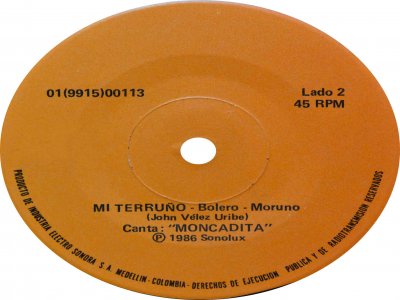 01(9915)00113
Lado 2
45 RPM
MI TERRUÑO - Bolero - Moruno
(John Vélez Uribe)
Canta: "MONCADITA"
Ⓟ 1986 Sonolux
PRODUCTO DE INDUSTRIA ELECTRO SONORA S.A. MEDELLIN - COLOMBIA - DERECHOS DE EJECUCION PUBLICA Y DE RADIOTRANSMISION RESERVADOS